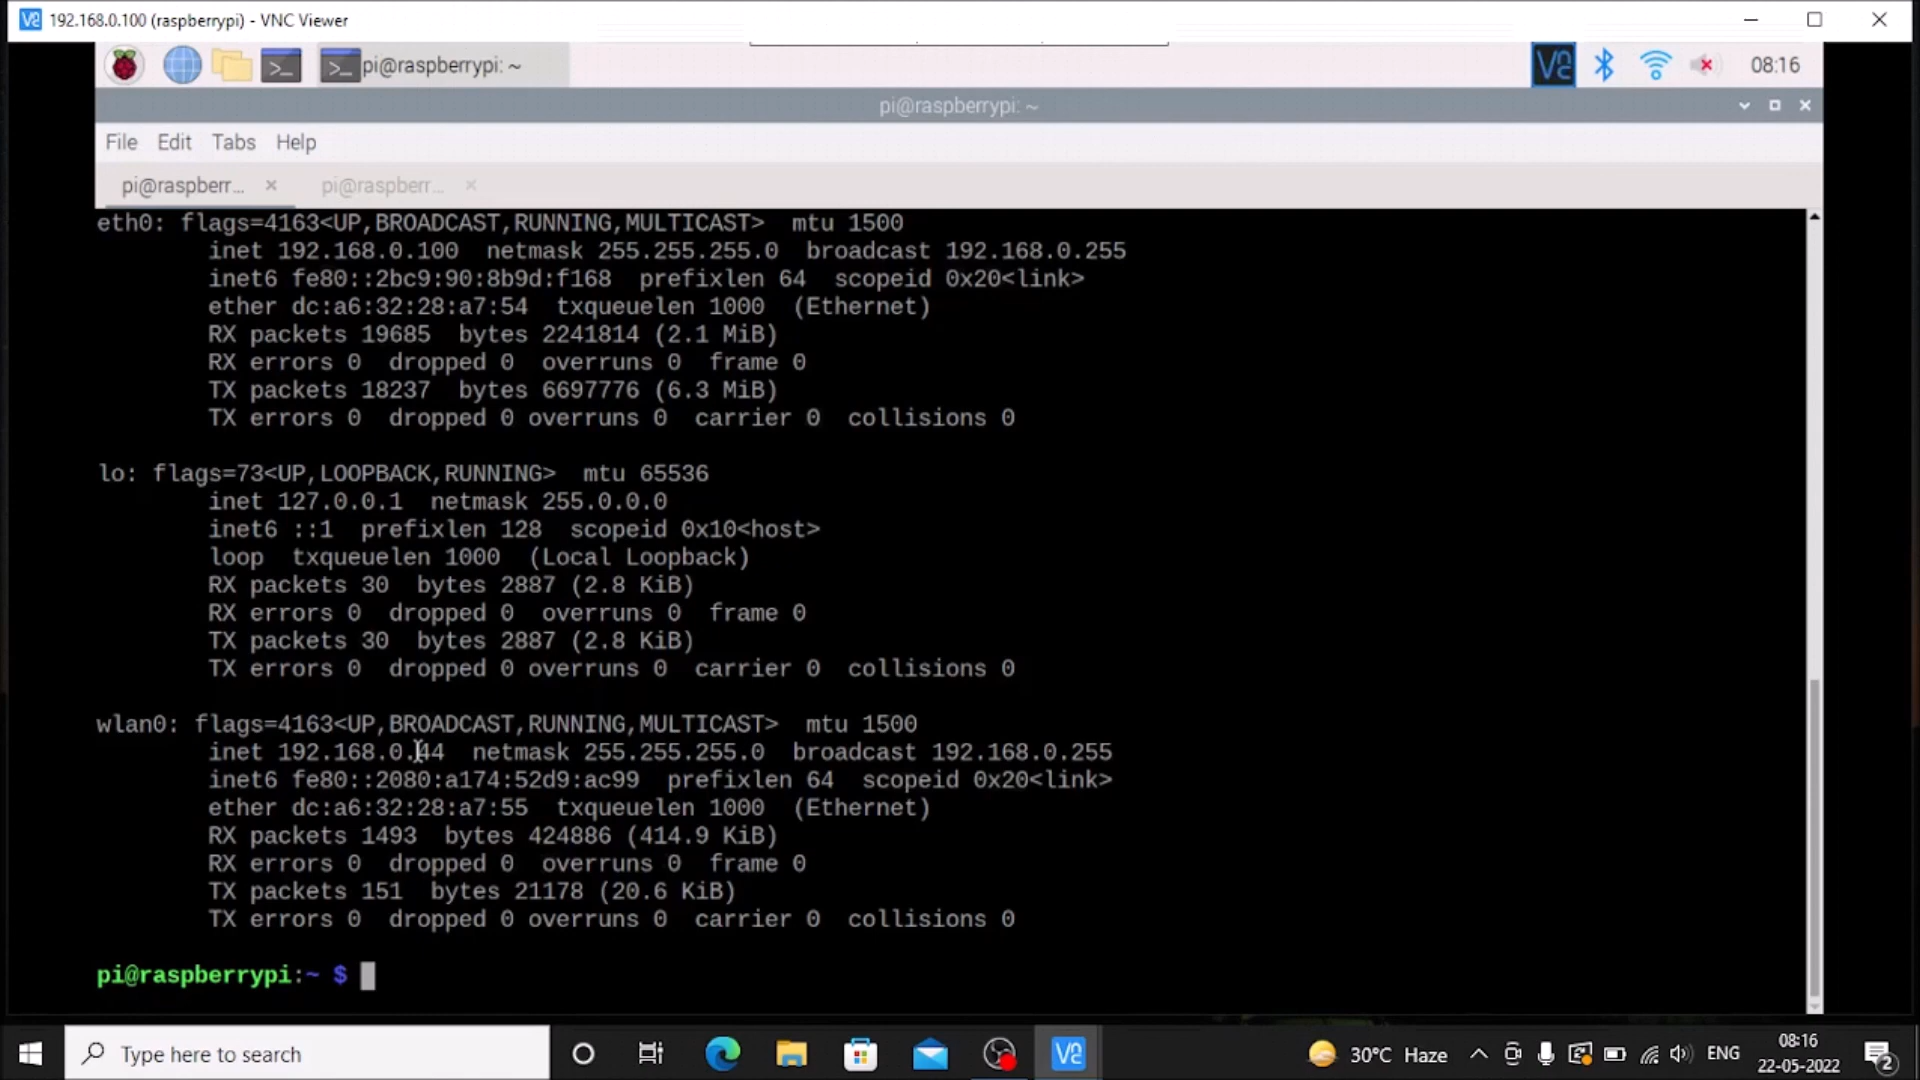 192.168.0.100 (raspberrypi) - VNC Viewer
pi@raspberrypi: ~
08:16
pi@raspberrypi: ~
File Edit Tabs Help
pi@raspberr... × pi@raspberr... ×
eth0: flags=4163<UP,BROADCAST,RUNNING,MULTICAST> mtu 1500
inet 192.168.0.100 netmask 255.255.255.0 broadcast 192.168.0.255
inet6 fe80::2bc9:90:8b9d:f168 prefixlen 64 scopeid 0x20<link>
ether dc:a6:32:28:a7:54 txqueuelen 1000 (Ethernet)
RX packets 19685 bytes 2241814 (2.1 MiB)
RX errors 0 dropped 0 overruns 0 frame 0
TX packets 18237 bytes 6697776 (6.3 MiB)
TX errors 0 dropped 0 overruns 0 carrier 0 collisions 0
lo: flags=73<UP,LOOPBACK,RUNNING> mtu 65536
inet 127.0.0.1 netmask 255.0.0.0
inet6 ::1 prefixlen 128 scopeid 0x10<host>
loop txqueuelen 1000 (Local Loopback)
RX packets 30 bytes 2887 (2.8 KiB)
RX errors 0 dropped 0 overruns 0 frame 0
TX packets 30 bytes 2887 (2.8 KiB)
TX errors 0 dropped 0 overruns 0 carrier 0 collisions 0
wlan0: flags=4163<UP,BROADCAST,RUNNING,MULTICAST> mtu 1500
inet 192.168.0.44 netmask 255.255.255.0 broadcast 192.168.0.255
inet6 fe80::2080:a174:52d9:ac99 prefixlen 64 scopeid 0x20<link>
ether dc:a6:32:28:a7:55 txqueuelen 1000 (Ethernet)
RX packets 1493 bytes 424886 (414.9 KiB)
RX errors 0 dropped 0 overruns 0 frame 0
TX packets 151 bytes 21178 (20.6 KiB)
TX errors 0 dropped 0 overruns 0 carrier 0 collisions 0
pi@raspberrypi:~ $
Type here to search
30°C Haze
ENG
08:16
22-05-2022
2